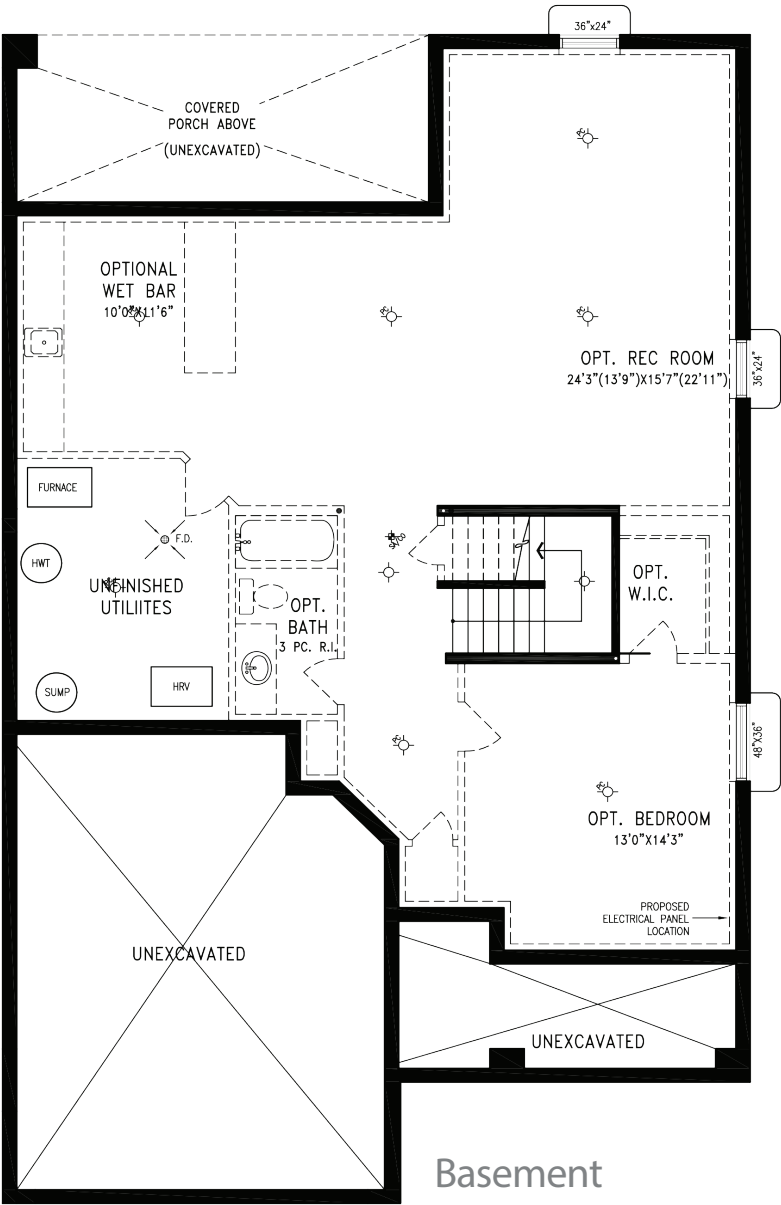 36"x24"
COVERED
PORCH ABOVE
(UNEXCAVATED)
OPTIONAL
WET BAR
10'0"X11'6"
OPT. REC ROOM
24'3"(13'9")X15'7"(22'11")
36"x24"
FURNACE
F.D.
HWT
UNFINISHED
UTILIITES
OPT.
BATH
3 PC. R.I.
OPT.
W.I.C.
SUMP
HRV
48"X36"
OPT. BEDROOM
13'0"X14'3"
PROPOSED
ELECTRICAL PANEL
LOCATION
UNEXCAVATED
UNEXCAVATED
Basement